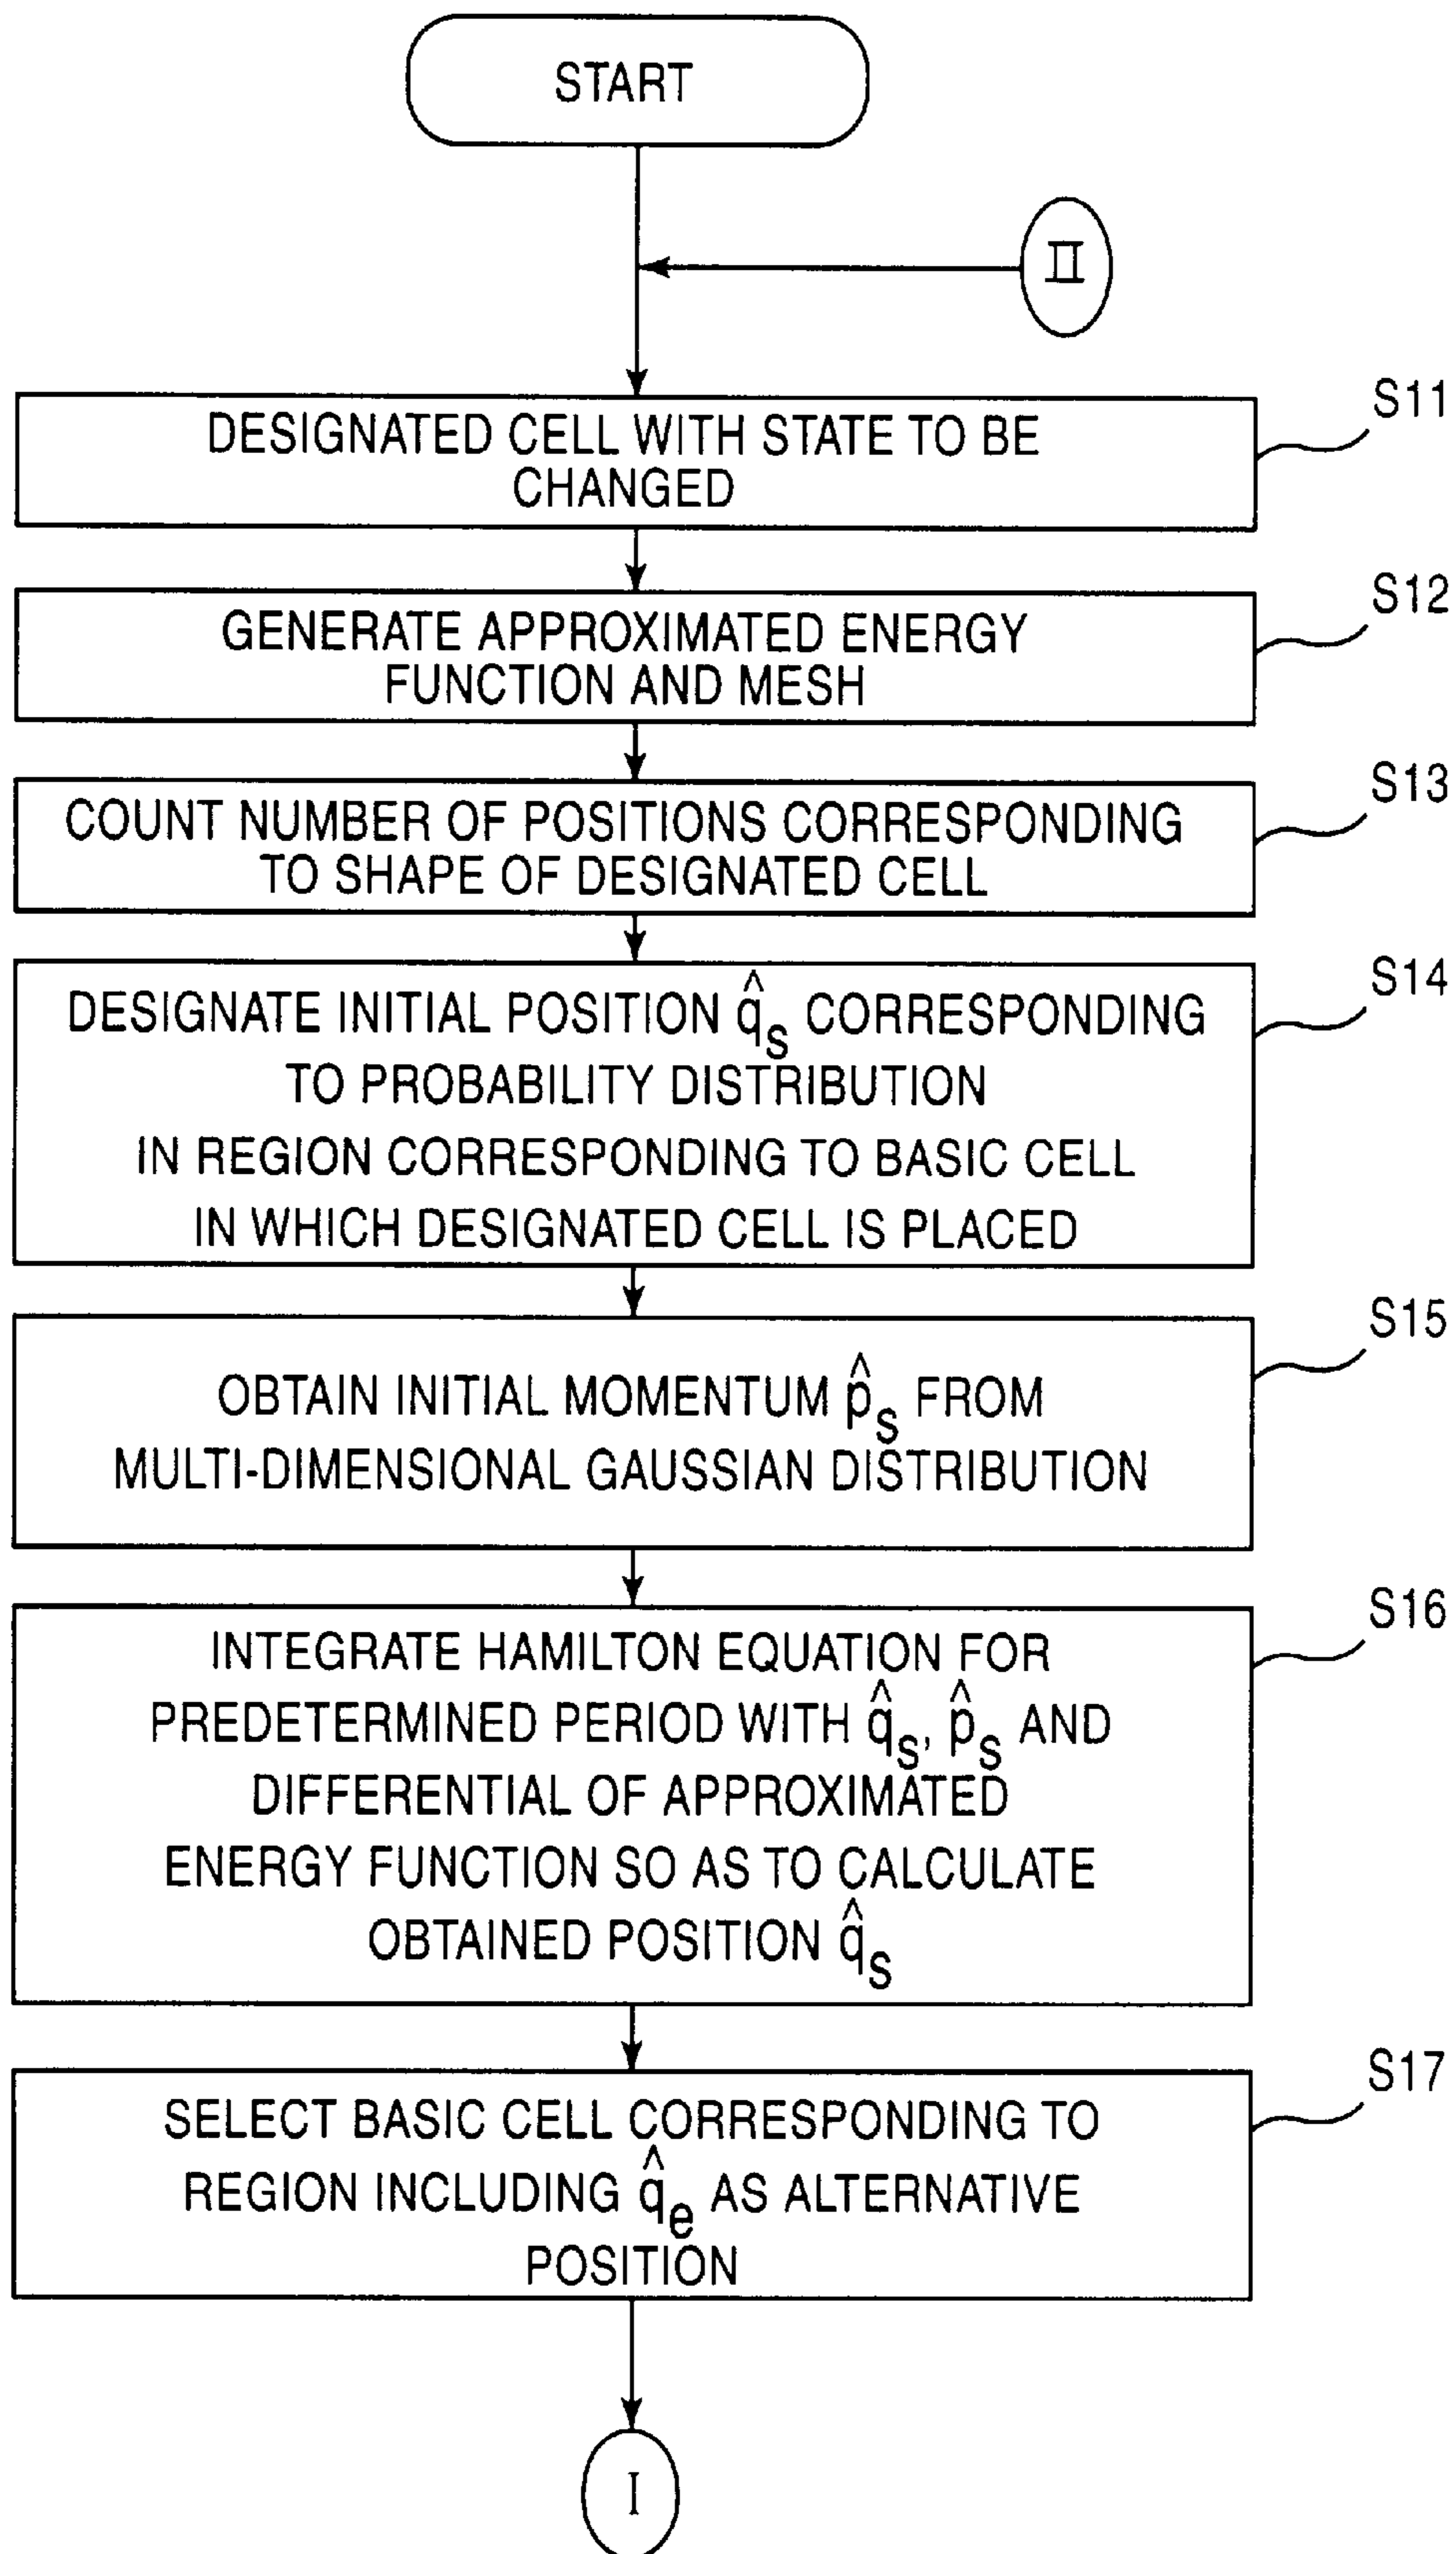 START
II
S11
DESIGNATED CELL WITH STATE TO BE
CHANGED
S12
GENERATE APPROXIMATED ENERGY
FUNCTION AND MESH
S13
COUNT NUMBER OF POSITIONS CORRESPONDING
TO SHAPE OF DESIGNATED CELL
S14
DESIGNATE INITIAL POSITION q̂s CORRESPONDING
TO PROBABILITY DISTRIBUTION
IN REGION CORRESPONDING TO BASIC CELL
IN WHICH DESIGNATED CELL IS PLACED
S15
OBTAIN INITIAL MOMENTUM p̂s FROM
MULTI-DIMENSIONAL GAUSSIAN DISTRIBUTION
S16
INTEGRATE HAMILTON EQUATION FOR
PREDETERMINED PERIOD WITH q̂s, p̂s AND
DIFFERENTIAL OF APPROXIMATED
ENERGY FUNCTION SO AS TO CALCULATE
OBTAINED POSITION q̂s
S17
SELECT BASIC CELL CORRESPONDING TO
REGION INCLUDING q̂e AS ALTERNATIVE
POSITION
I